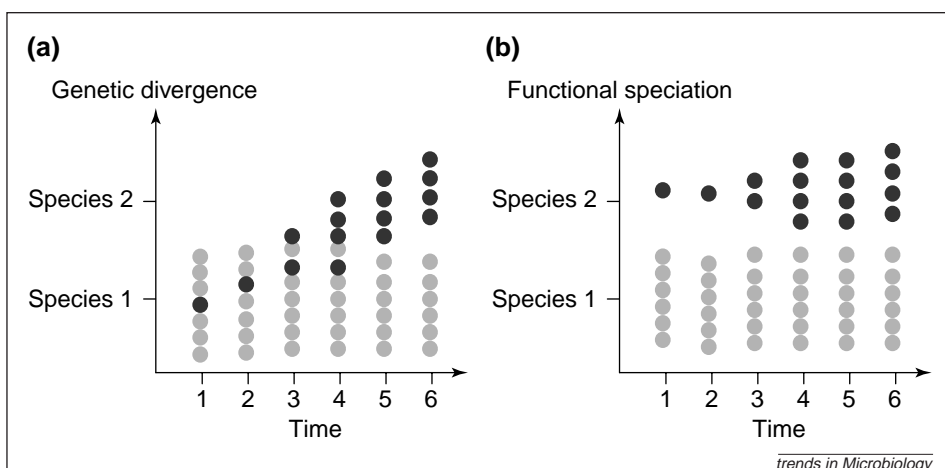 (a)
Genetic divergence
Species 2
Species 1
1 2 3 4 5 6
Time
(b)
Functional speciation
Species 2
Species 1
1 2 3 4 5 6
Time
trends in Microbiology